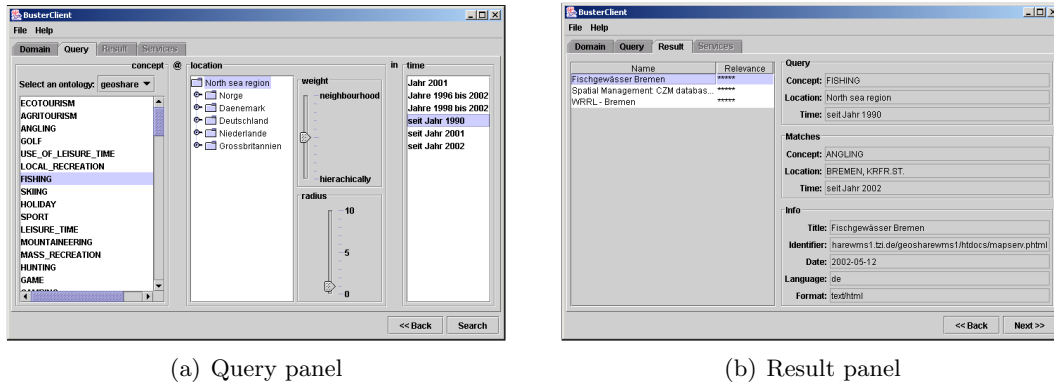 BusterClient
File Help
Domain Query Result Services
concept @ location in time
Select an ontology: geoshare
ECOTOURISM
AGRITOURISM
ANGLING
GOLF
USE_OF_LEISURE_TIME
LOCAL_RECREATION
FISHING
SKIING
HOLIDAY
SPORT
LEISURE_TIME
MOUNTAINEERING
MASS_RECREATION
HUNTING
GAME
North sea region
Norge
Daenemark
Deutschland
Niederlande
Grossbritannien
weight
neighbourhood
hierachically
radius
10
5
0
Jahr 2001
Jahre 1996 bis 2002
Jahre 1998 bis 2002
seit Jahr 1990
seit Jahr 2001
seit Jahr 2002
<< Back Search
(a) Query panel
BusterClient
File Help
Domain Query Result Services
Name Relevance
Fischgewässer Bremen *****
Spatial Management: CZM databas... *****
WRRL - Bremen *****
Query
Concept: FISHING
Location: North sea region
Time: seit Jahr 1990
Matches
Concept: ANGLING
Location: BREMEN, KRFR.ST.
Time: seit Jahr 2002
Info
Title: Fischgewässer Bremen
Identifier: harewms1.tzi.de/geosharewms1/htdocs/mapserv.phtml
Date: 2002-05-12
Language: de
Format: text/html
<< Back Next >>
(b) Result panel